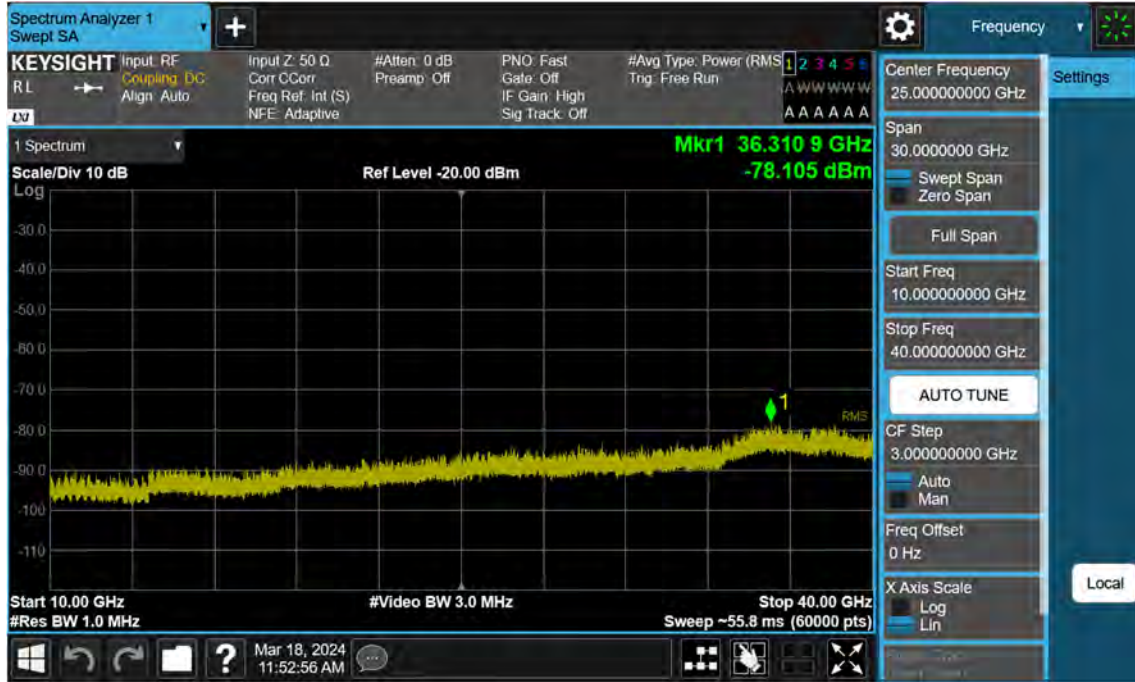 Spectrum Analyzer 1
Swept SA
Frequency
KEYSIGHT
RL
LXI
Input: RF
Coupling: DC
Align: Auto
Input Z: 50 Ω
Corr CCorr
Freq Ref: Int (S)
NFE: Adaptive
#Atten: 0 dB
Preamp: Off
PNO: Fast
Gate: Off
IF Gain: High
Sig Track: Off
#Avg Type: Power (RMS
Trig: Free Run
1 2 3 4 5 6
A W W W W W
A A A A A A
1 Spectrum
Scale/Div 10 dB
Ref Level -20.00 dBm
Mkr1 36.310 9 GHz
-78.105 dBm
Log
-30.0
-40.0
-50.0
-60.0
-70.0
-80.0
-90.0
-100
-110
1
RMS
Start 10.00 GHz
#Res BW 1.0 MHz
#Video BW 3.0 MHz
Stop 40.00 GHz
Sweep ~55.8 ms (60000 pts)
Center Frequency
25.000000000 GHz
Span
30.0000000 GHz
Swept Span
Zero Span
Full Span
Start Freq
10.000000000 GHz
Stop Freq
40.000000000 GHz
AUTO TUNE
CF Step
3.000000000 GHz
Auto
Man
Freq Offset
0 Hz
X Axis Scale
Log
Lin
Settings
Local
?
Mar 18, 2024
11:52:56 AM